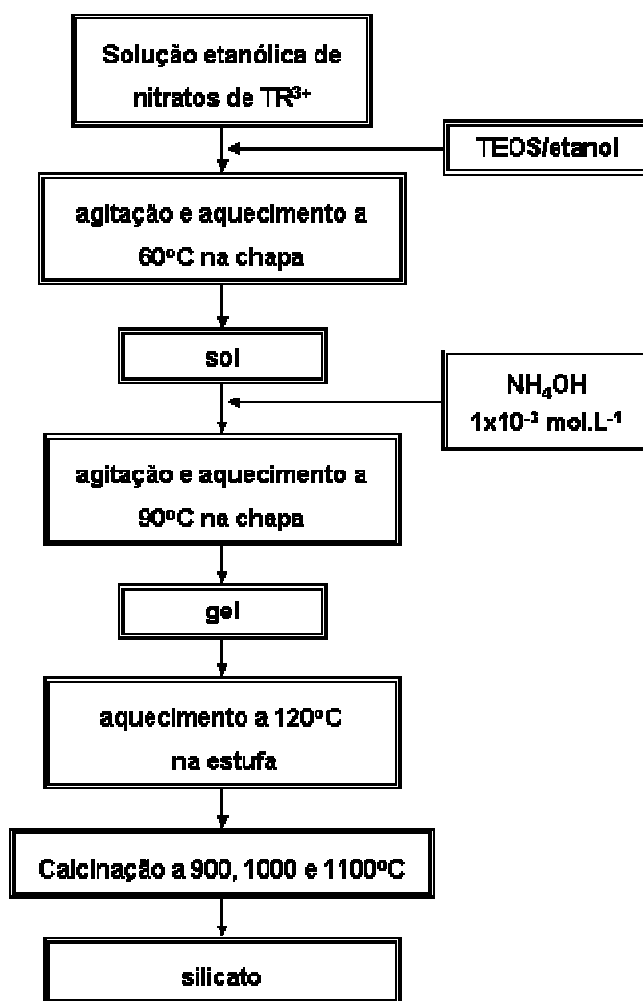 Solução etanólica de
nitratos de TR³⁺
TEOS/etanol
agitação e aquecimento a
60ºC na chapa
sol
NH₄OH
1x10⁻³ mol.L⁻¹
agitação e aquecimento a
90ºC na chapa
gel
aquecimento a 120ºC
na estufa
Calcinação a 900, 1000 e 1100ºC
silicato